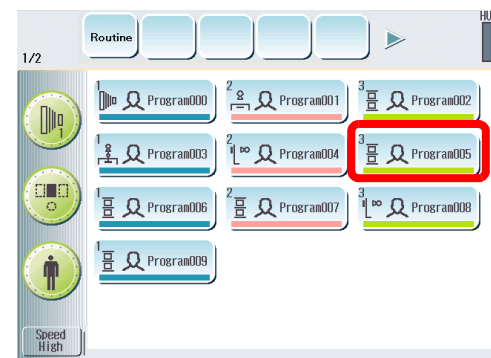 HU
Routine
1/2
1 Program000
2 Program001
3 Program002
1
1 Program003
2 Program004
3 Program005
1 Program006
2 Program007
3 Program008
1 Program009
Speed
High